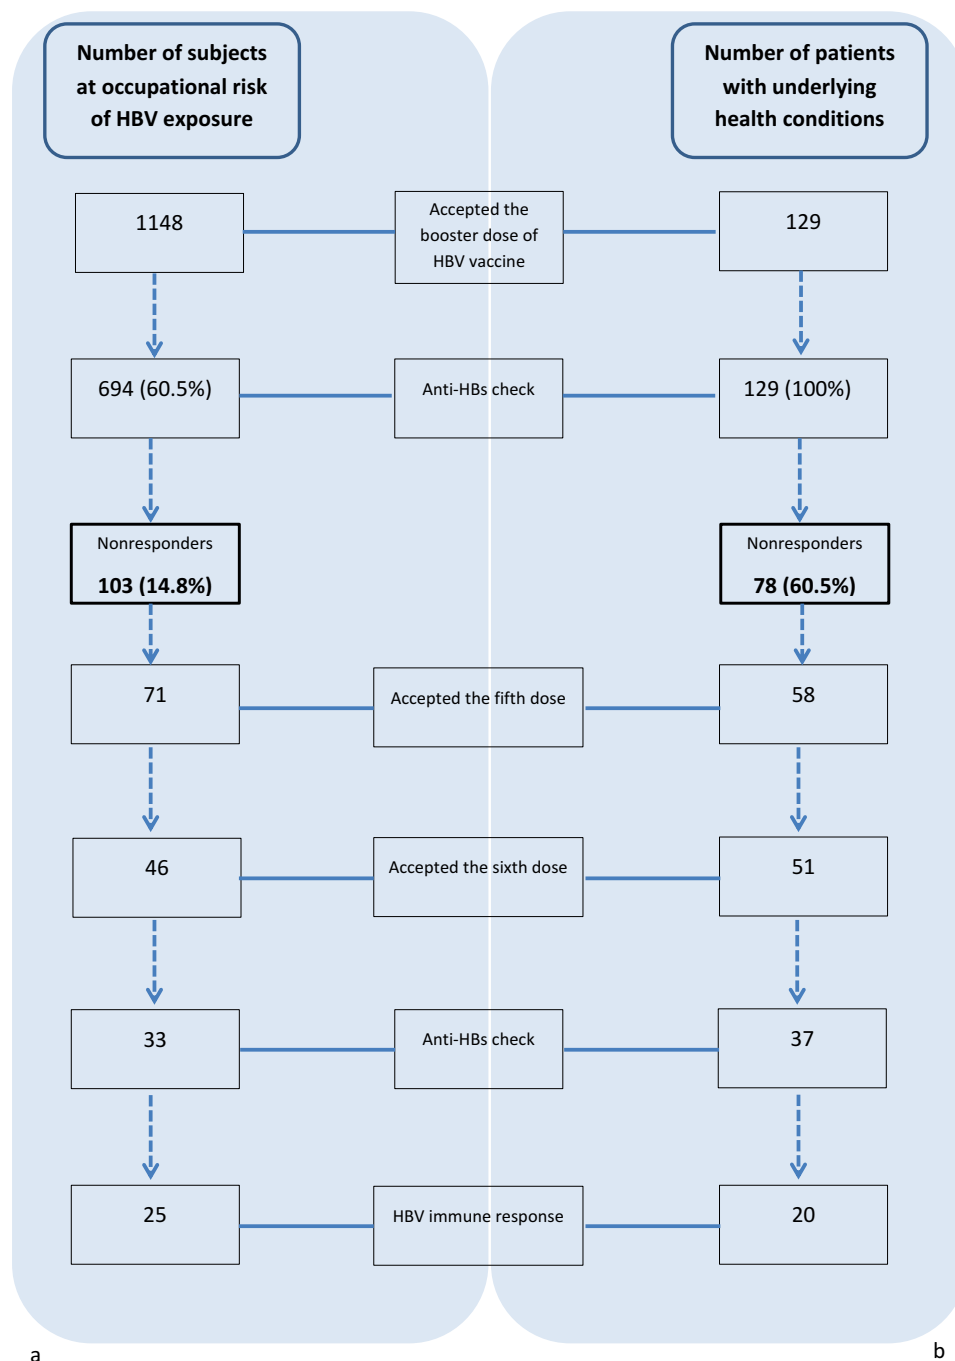 Number of subjects
at occupational risk
of HBV exposure
Number of patients
with underlying
health conditions
1148
Accepted the
booster dose of
HBV vaccine
129
694 (60.5%)
Anti-HBs check
129 (100%)
Nonresponders
103 (14.8%)
Nonresponders
78 (60.5%)
71
Accepted the fifth dose
58
46
Accepted the sixth dose
51
33
Anti-HBs check
37
25
HBV immune response
20
a
b